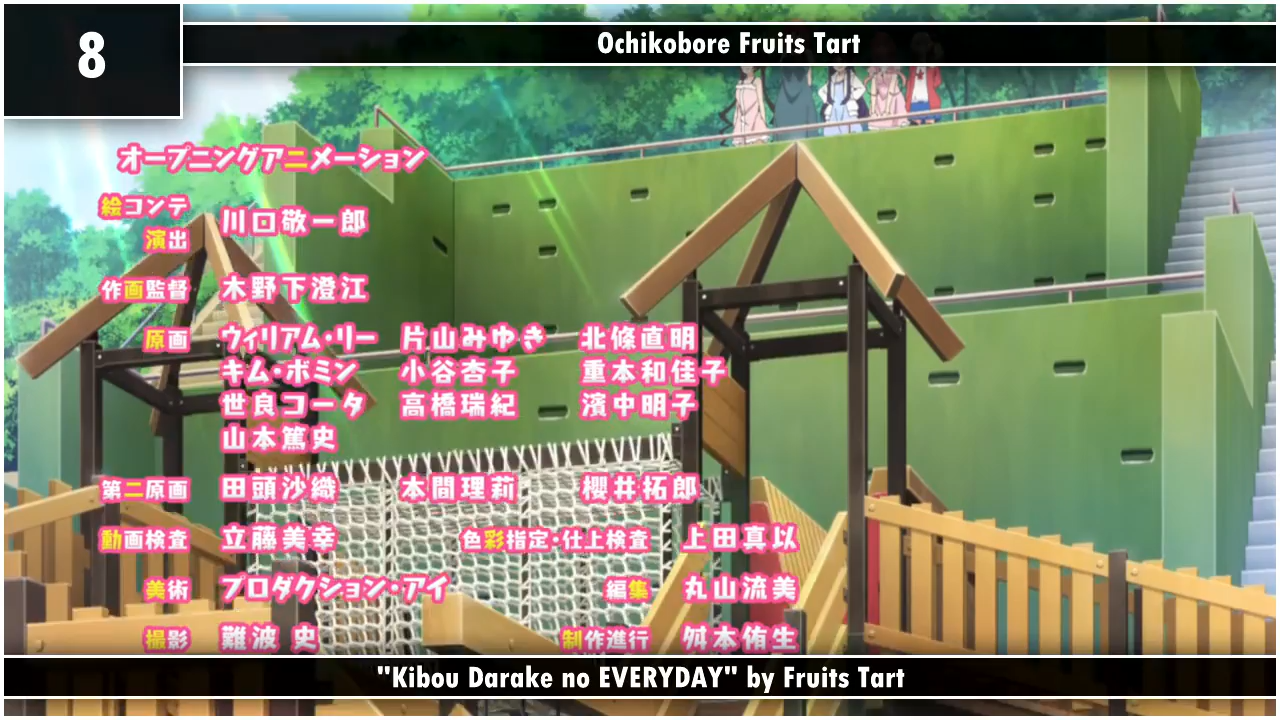 8
Ochikobore Fruits Tart
オープニングアニメーション
絵コンテ
演出 川口敬一郎
作画監督 木野下澄江
原画 ウィリアム・リー 片山みゆき 北條直明
キム・ボミン 小谷杏子 重本和佳子
世良コータ 高橋瑞紀 濱中明子
山本篤史
第二原画 田頭沙織 本間理莉 櫻井拓郎
動画検査 立藤美幸 色彩指定・仕上検査 上田真以
美術 プロダクション・アイ 編集 丸山流美
撮影 難波 史 制作進行 舛本侑生
"Kibou Darake no EVERYDAY" by Fruits Tart